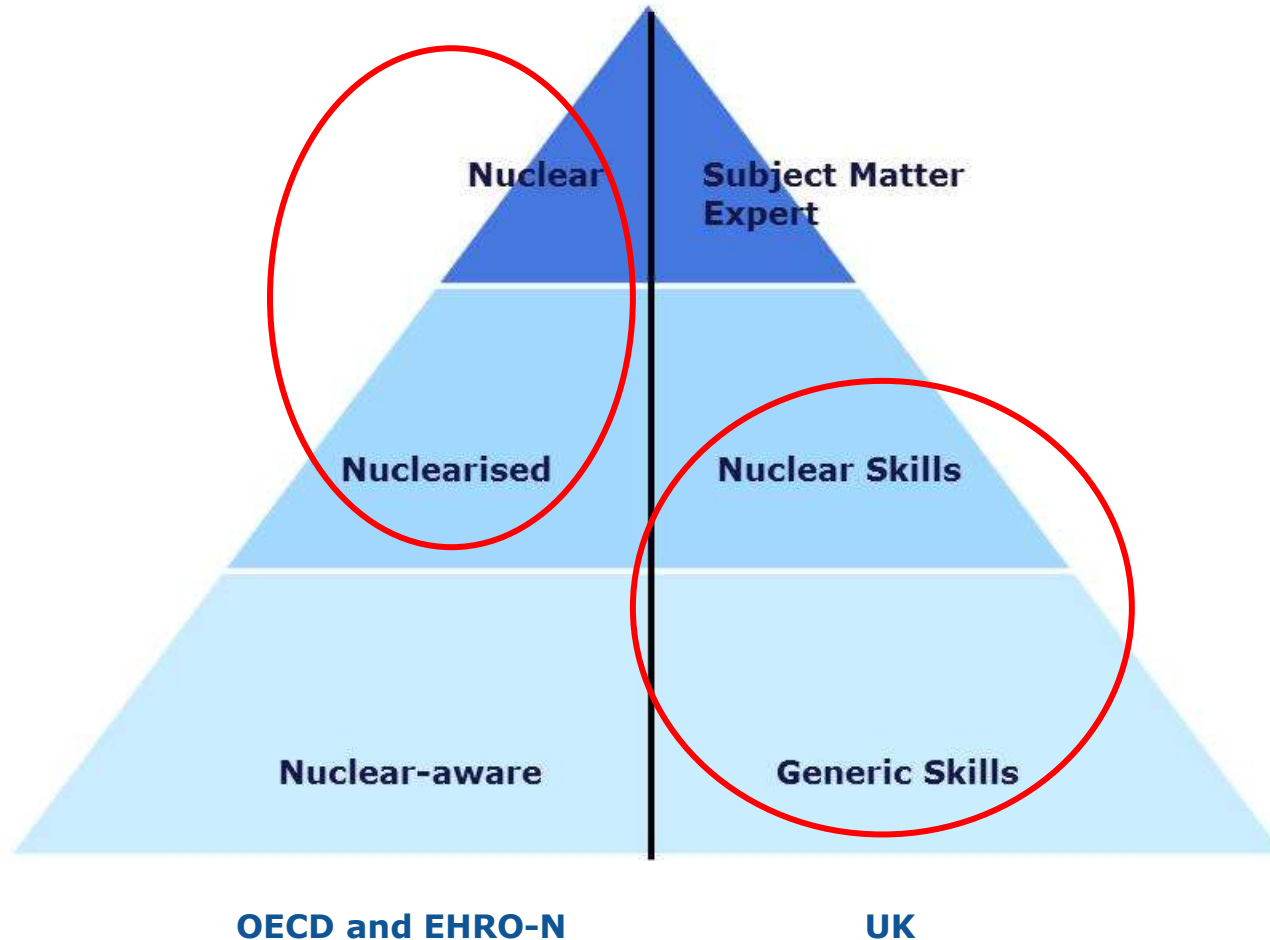 Nuclear
Subject Matter
Expert
Nuclearised
Nuclear Skills
Nuclear-aware
Generic Skills
OECD and EHRO-N
UK